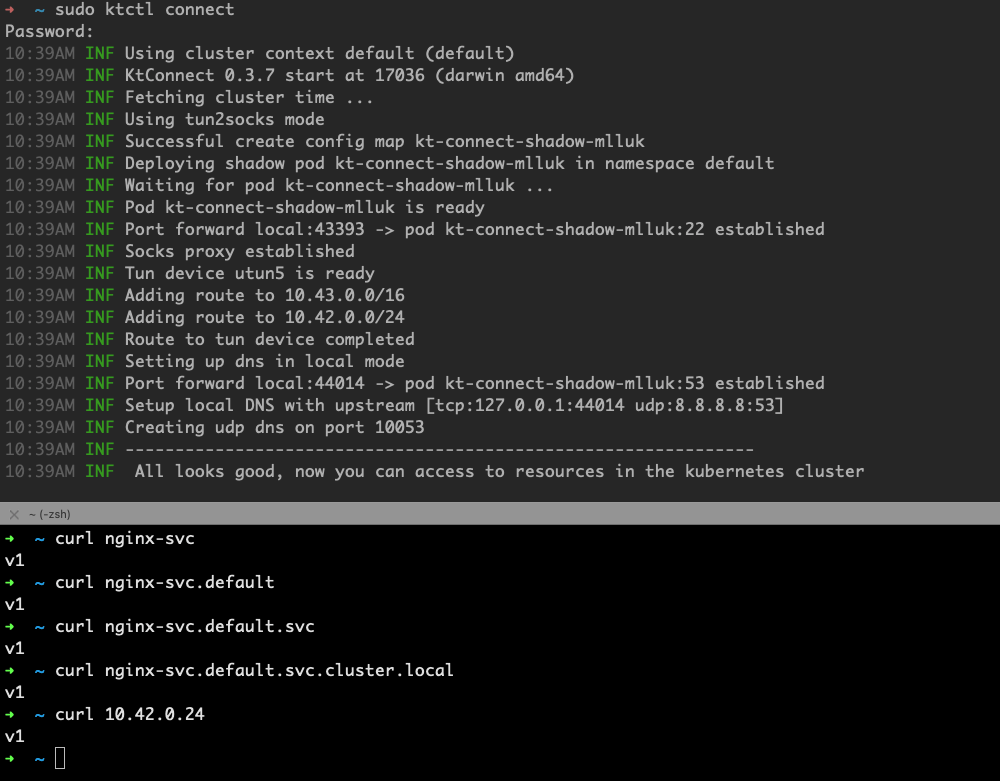 ➜ ~ sudo ktctl connect
Password:
10:39AM INF Using cluster context default (default)
10:39AM INF KtConnect 0.3.7 start at 17036 (darwin amd64)
10:39AM INF Fetching cluster time ...
10:39AM INF Using tun2socks mode
10:39AM INF Successful create config map kt-connect-shadow-mlluk
10:39AM INF Deploying shadow pod kt-connect-shadow-mlluk in namespace default
10:39AM INF Waiting for pod kt-connect-shadow-mlluk ...
10:39AM INF Pod kt-connect-shadow-mlluk is ready
10:39AM INF Port forward local:43393 -> pod kt-connect-shadow-mlluk:22 established
10:39AM INF Socks proxy established
10:39AM INF Tun device utun5 is ready
10:39AM INF Adding route to 10.43.0.0/16
10:39AM INF Adding route to 10.42.0.0/24
10:39AM INF Route to tun device completed
10:39AM INF Setting up dns in local mode
10:39AM INF Port forward local:44014 -> pod kt-connect-shadow-mlluk:53 established
10:39AM INF Setup local DNS with upstream [tcp:127.0.0.1:44014 udp:8.8.8.8:53]
10:39AM INF Creating udp dns on port 10053
10:39AM INF ---------------------------------------------------------------
10:39AM INF  All looks good, now you can access to resources in the kubernetes cluster
~ (-zsh)
➜ ~ curl nginx-svc
v1
➜ ~ curl nginx-svc.default
v1
➜ ~ curl nginx-svc.default.svc
v1
➜ ~ curl nginx-svc.default.svc.cluster.local
v1
➜ ~ curl 10.42.0.24
v1
➜ ~